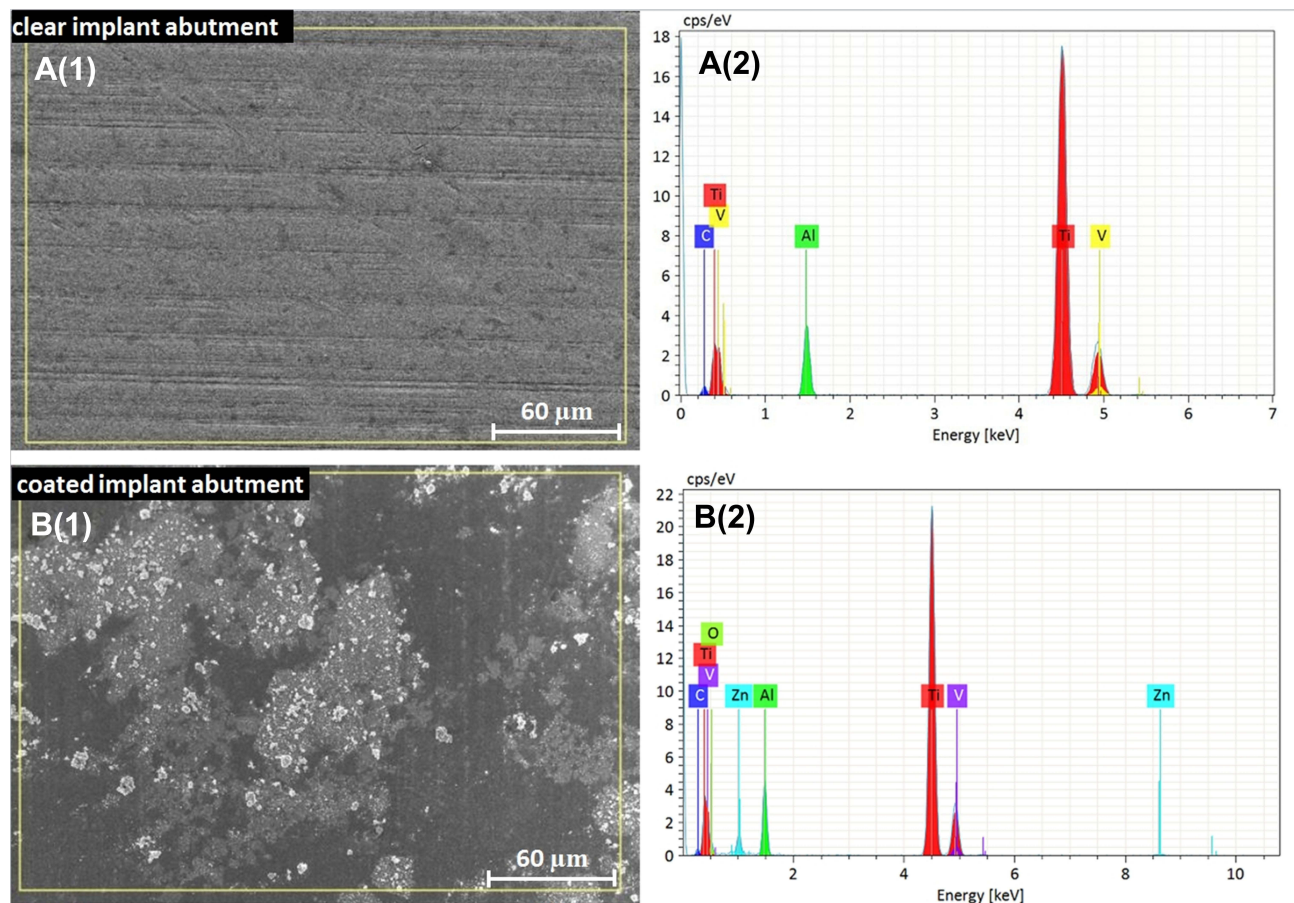 clear implant abutment
A(1)
60 µm
cps/eV
A(2)
18
16
14
12
10
8
6
4
2
0
Ti
V
C
Al
Ti
V
0 1 2 3 4 5 6 7
Energy [keV]
coated implant abutment
B(1)
60 µm
cps/eV
B(2)
22
20
18
16
14
12
10
8
6
4
2
0
O
Ti
V
C Zn Al Ti V Zn
2 4 6 8 10
Energy [keV]